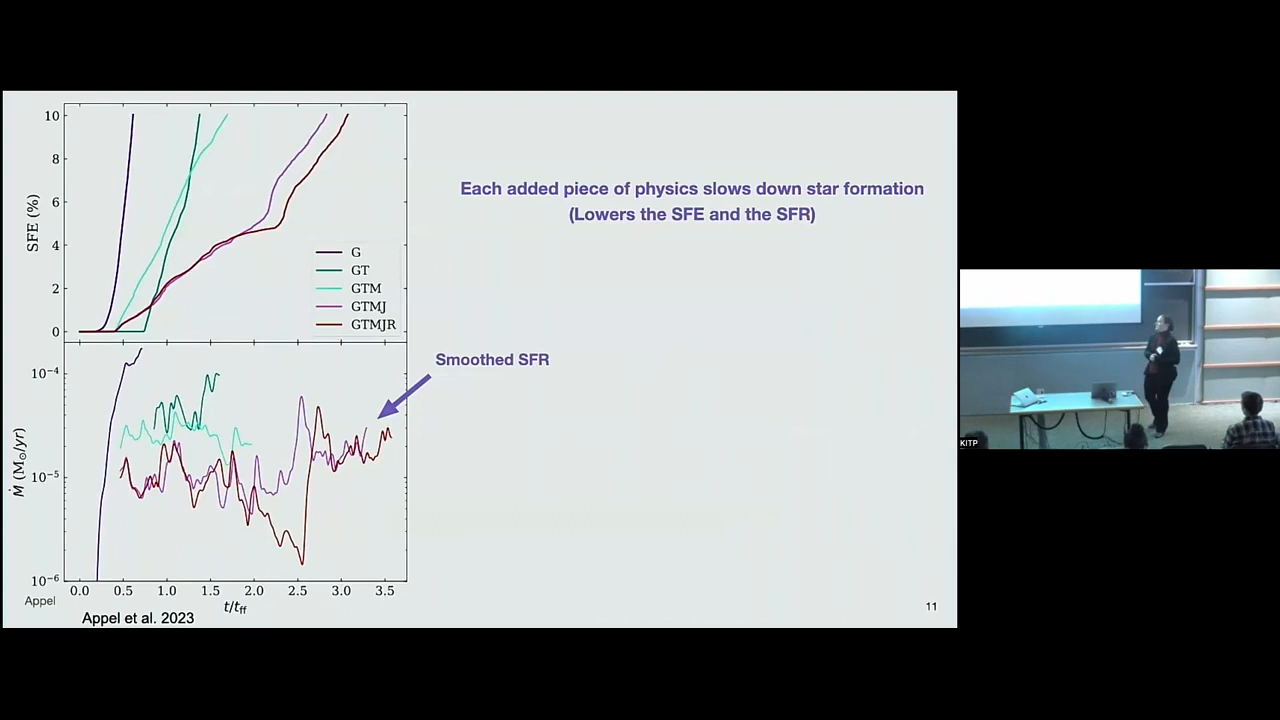 10
8
6
4
2
0
SFE (%)
G
GT
GTM
GTMJ
GTMJR
Each added piece of physics slows down star formation
(Lowers the SFE and the SFR)
Smoothed SFR
10⁻⁴
10⁻⁵
10⁻⁶
Ṁ (M⊙/yr)
0.0 0.5 1.0 1.5 2.0 2.5 3.0 3.5
t/tff
Appel
Appel et al. 2023
11
KITP